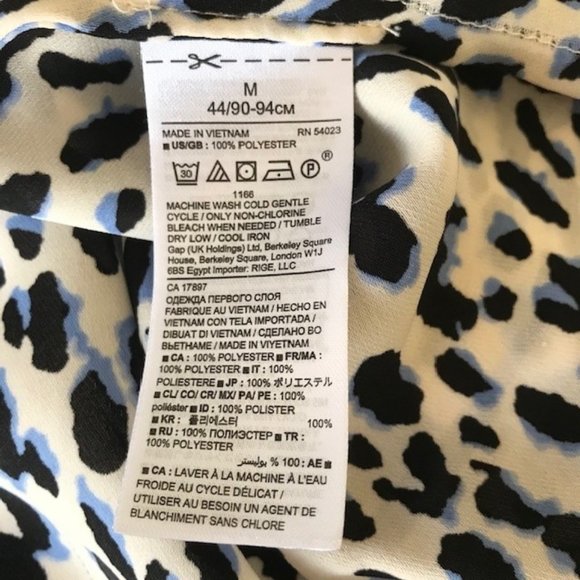 M
44/90-94СМ
MADE IN VIETNAM RN 54023
■ US/GB : 100% POLYESTER
30 P
1166
MACHINE WASH COLD GENTLE
CYCLE / ONLY NON-CHLORINE
BLEACH WHEN NEEDED / TUMBLE
DRY LOW / COOL IRON
Gap (UK Holdings) Ltd, Berkeley Square
House, Berkeley Square, London W1J
6BS Egypt Importer: RIGE, LLC
CA 17897
ОДЕЖДА ПЕРВОГО СЛОЯ
FABRIQUE AU VIETNAM / HECHO EN
VIETNAM CON TELA IMPORTADA /
DIBUAT DI VIETNAM / СДЕЛАНО ВО
ВЬЕТНАМЕ / MADE IN VIYETNAM
■ CA : 100% POLYESTER ■ FR/MA :
100% POLYESTER ■ IT : 100%
POLIESTERE ■ JP : 100% ポリエステル
■ CL/ CO/ CR/ MX/ PA/ PE : 100%
poliéster ■ ID : 100% POLISTER
■ KR : 폴리에스터 100%
■ RU : 100% ПОЛИЭСТЕР ■ TR :
100% POLYESTER
■ AE : 100 % بوليستر
■ CA : LAVER À LA MACHINE À L'EAU
FROIDE AU CYCLE DÉLICAT /
UTILISER AU BESOIN UN AGENT DE
BLANCHIMENT SANS CHLORE